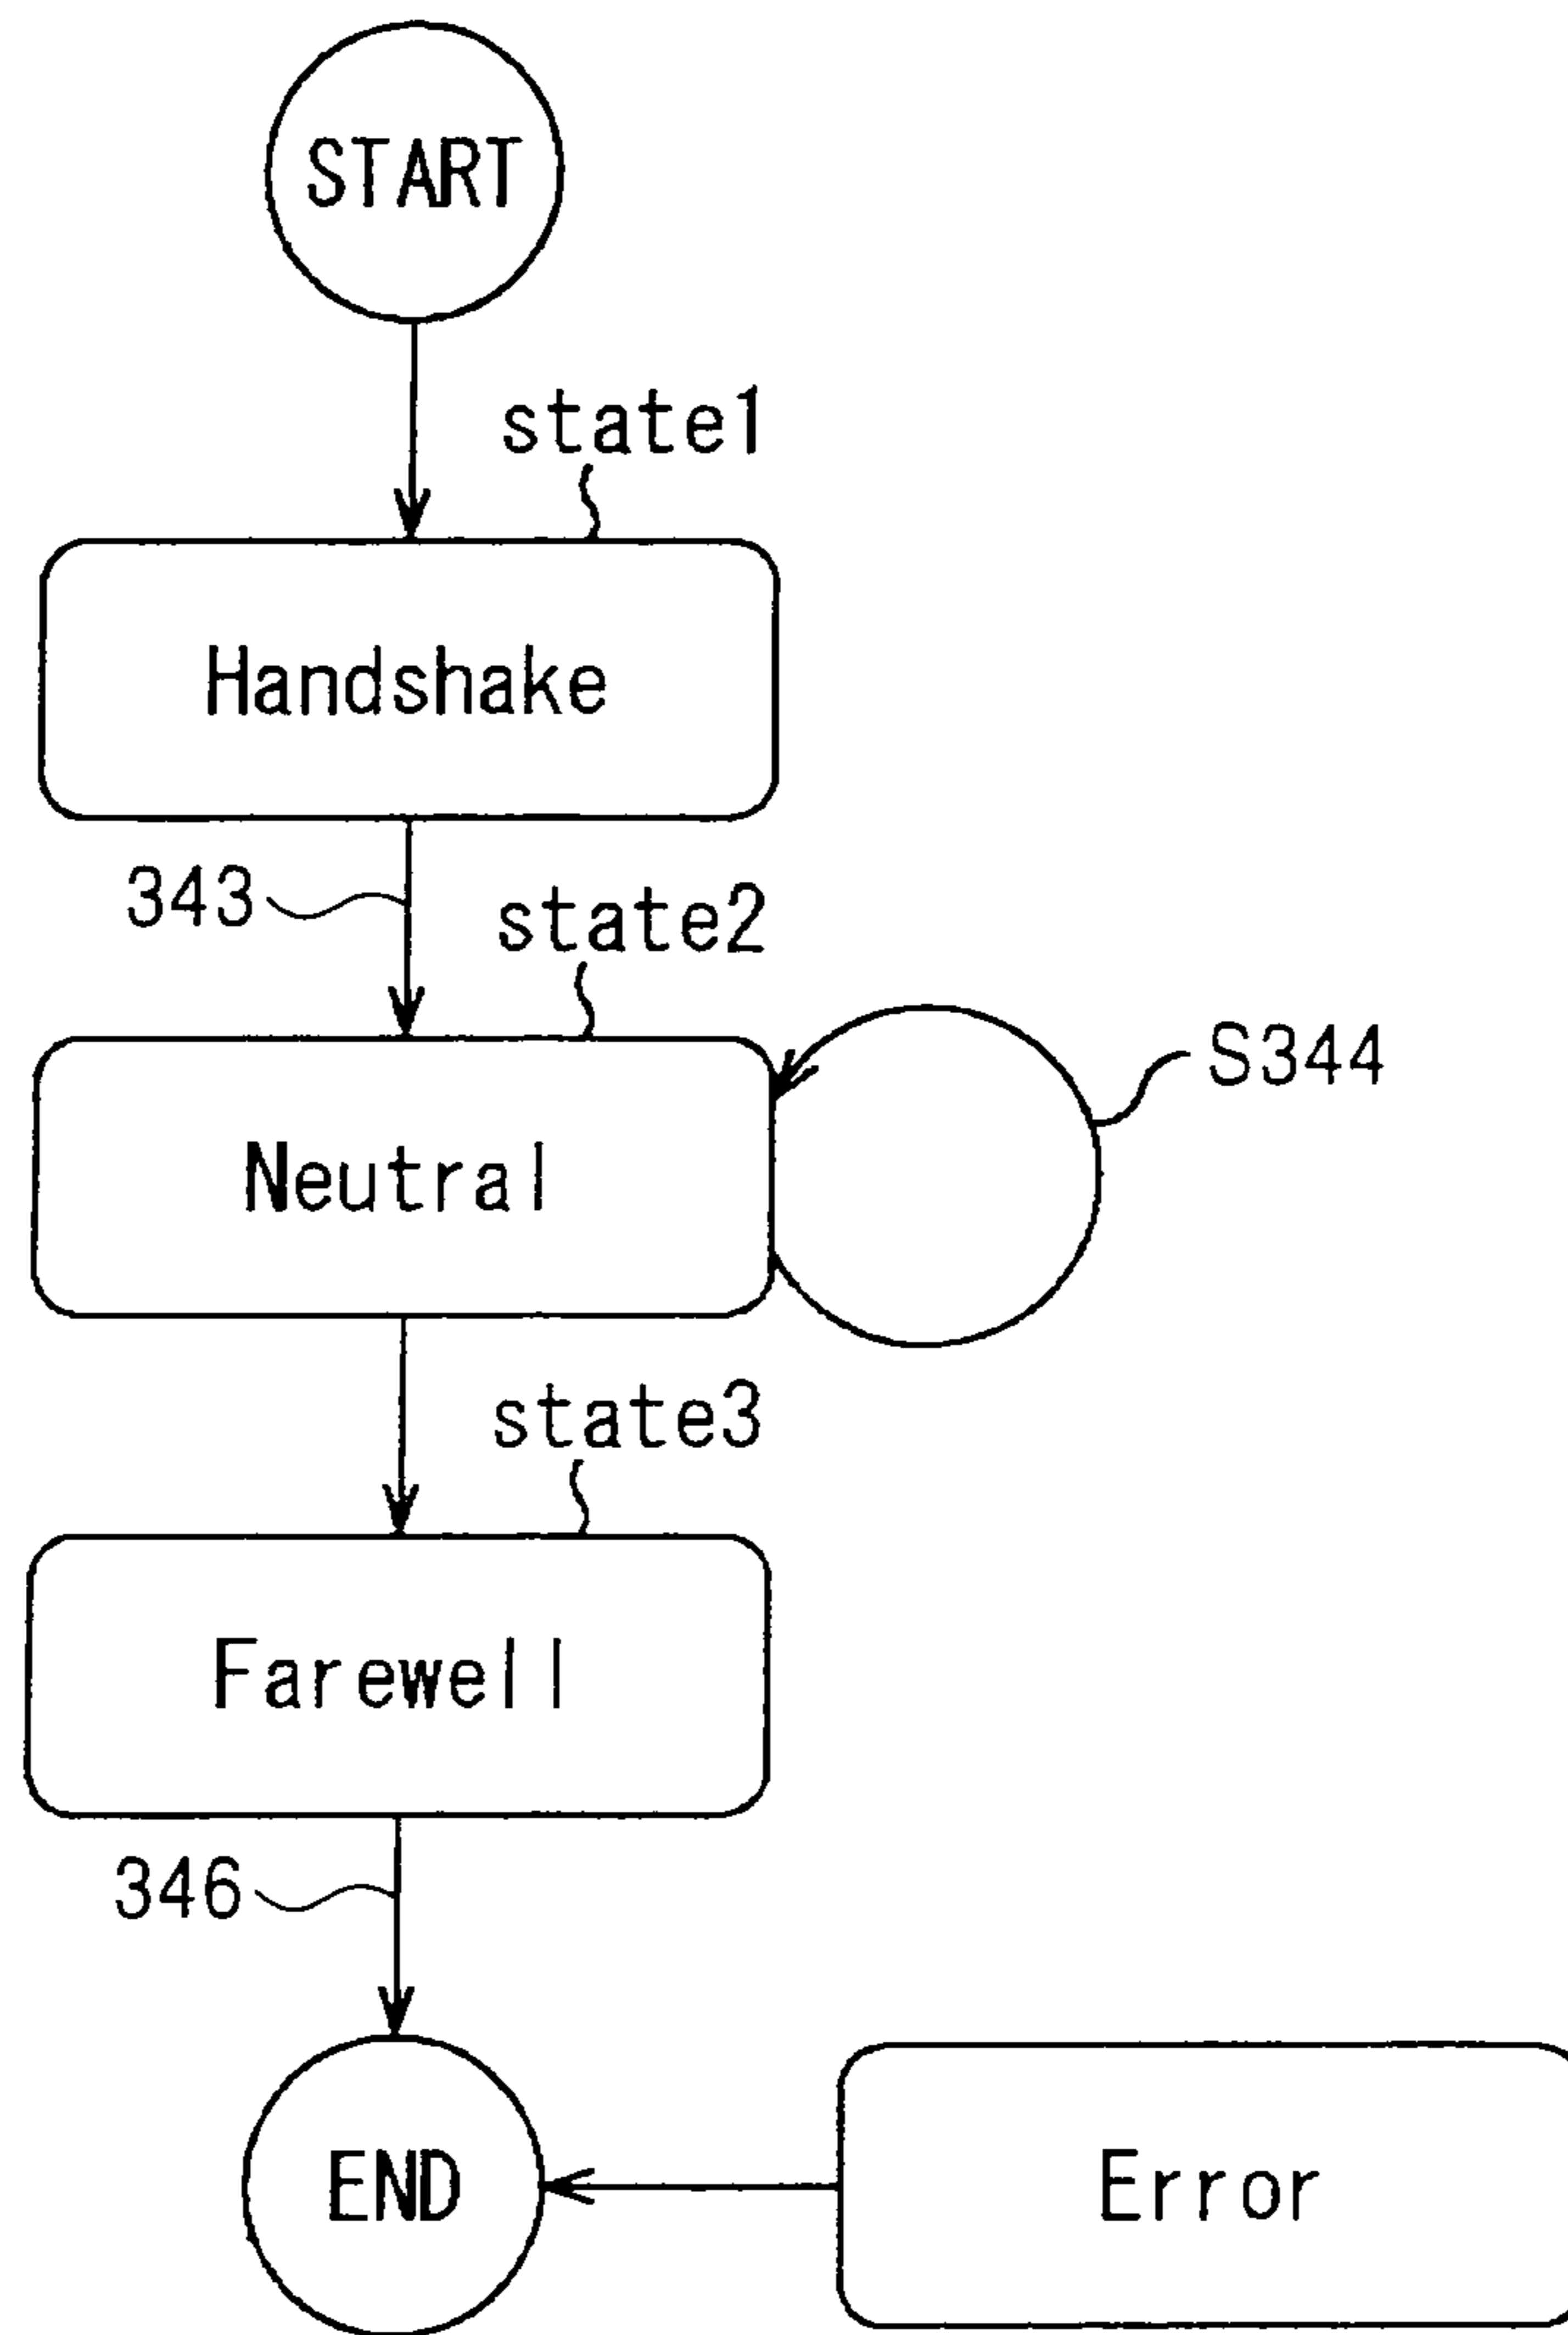 START
state1
Handshake
343
state2
S344
Neutral
state3
Farewell
346
END
Error